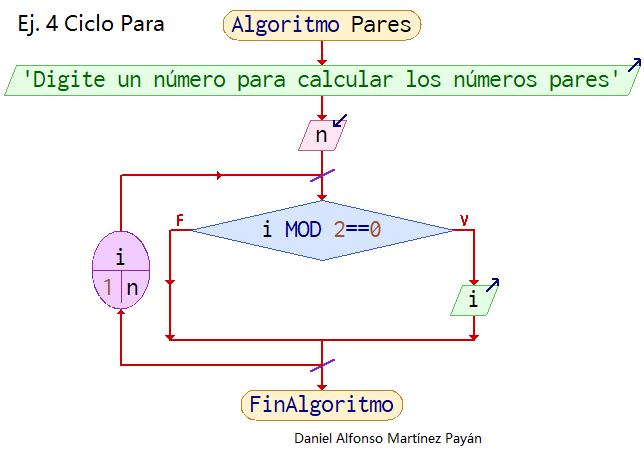 Ej. 4 Ciclo Para
Algoritmo Pares
'Digite un número para calcular los números pares'
n
F
i MOD 2==0
V
i
1 n
i
FinAlgoritmo
Daniel Alfonso Martínez Payán